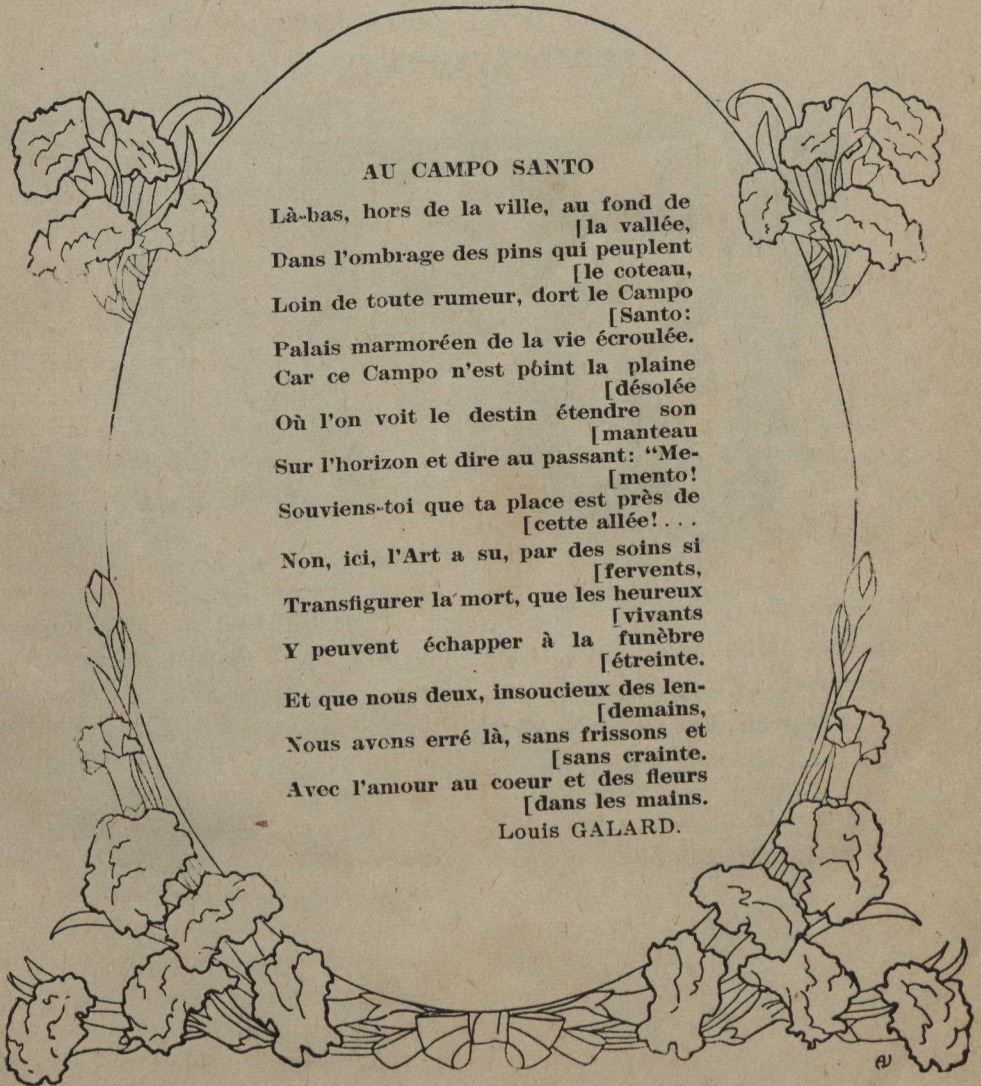 AU CAMPO SANTO
Là-bas, hors de la ville, au fond de
[la vallée,
Dans l'ombrage des pins qui peuplent
[le coteau,
Loin de toute rumeur, dort le Campo
[Santo:
Palais marmoréen de la vie écroulée.
Car ce Campo n'est point la plaine
[désolée
Où l'on voit le destin étendre son
[manteau
Sur l'horizon et dire au passant: “Me-
[mento!
Souviens-toi que ta place est près de
[cette allée!...
Non, ici, l'Art a su, par des soins si
[fervents,
Transfigurer la mort, que les heureux
[vivants
Y peuvent échapper à la funèbre
[étreinte.
Et que nous deux, insoucieux des len-
[demains,
Nous avons erré là, sans frissons et
[sans crainte.
Avec l'amour au coeur et des fleurs
[dans les mains.
Louis GALARD.